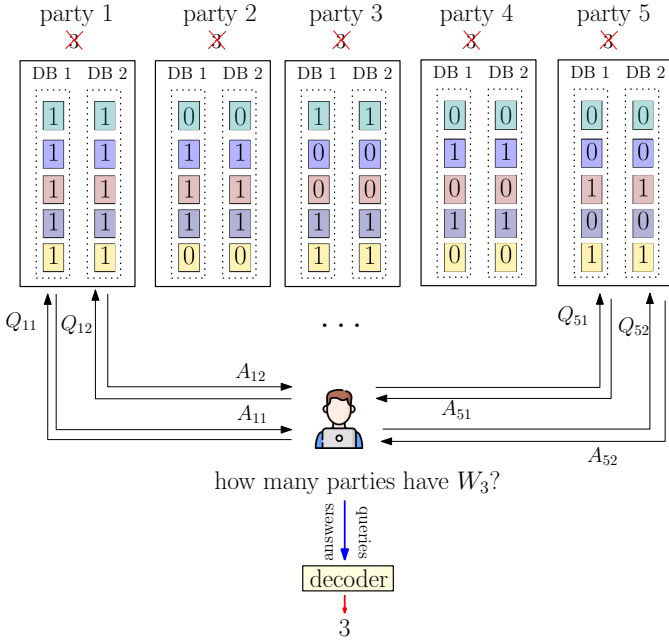 party 1 party 2 party 3 party 4 party 5
3 3 3 3 3
DB 1 DB 2 DB 1 DB 2 DB 1 DB 2 DB 1 DB 2 DB 1 DB 2
1 1 0 0 1 1 0 0 0 0
1 1 1 1 0 0 1 1 0 0
1 1 1 1 0 0 0 0 1 1
1 1 1 1 1 1 1 1 0 0
1 1 0 0 1 1 0 0 1 1
Q11 Q12 ... Q51 Q52
A12
A11 A51
A52
how many parties have W3?
answers queries
decoder
3